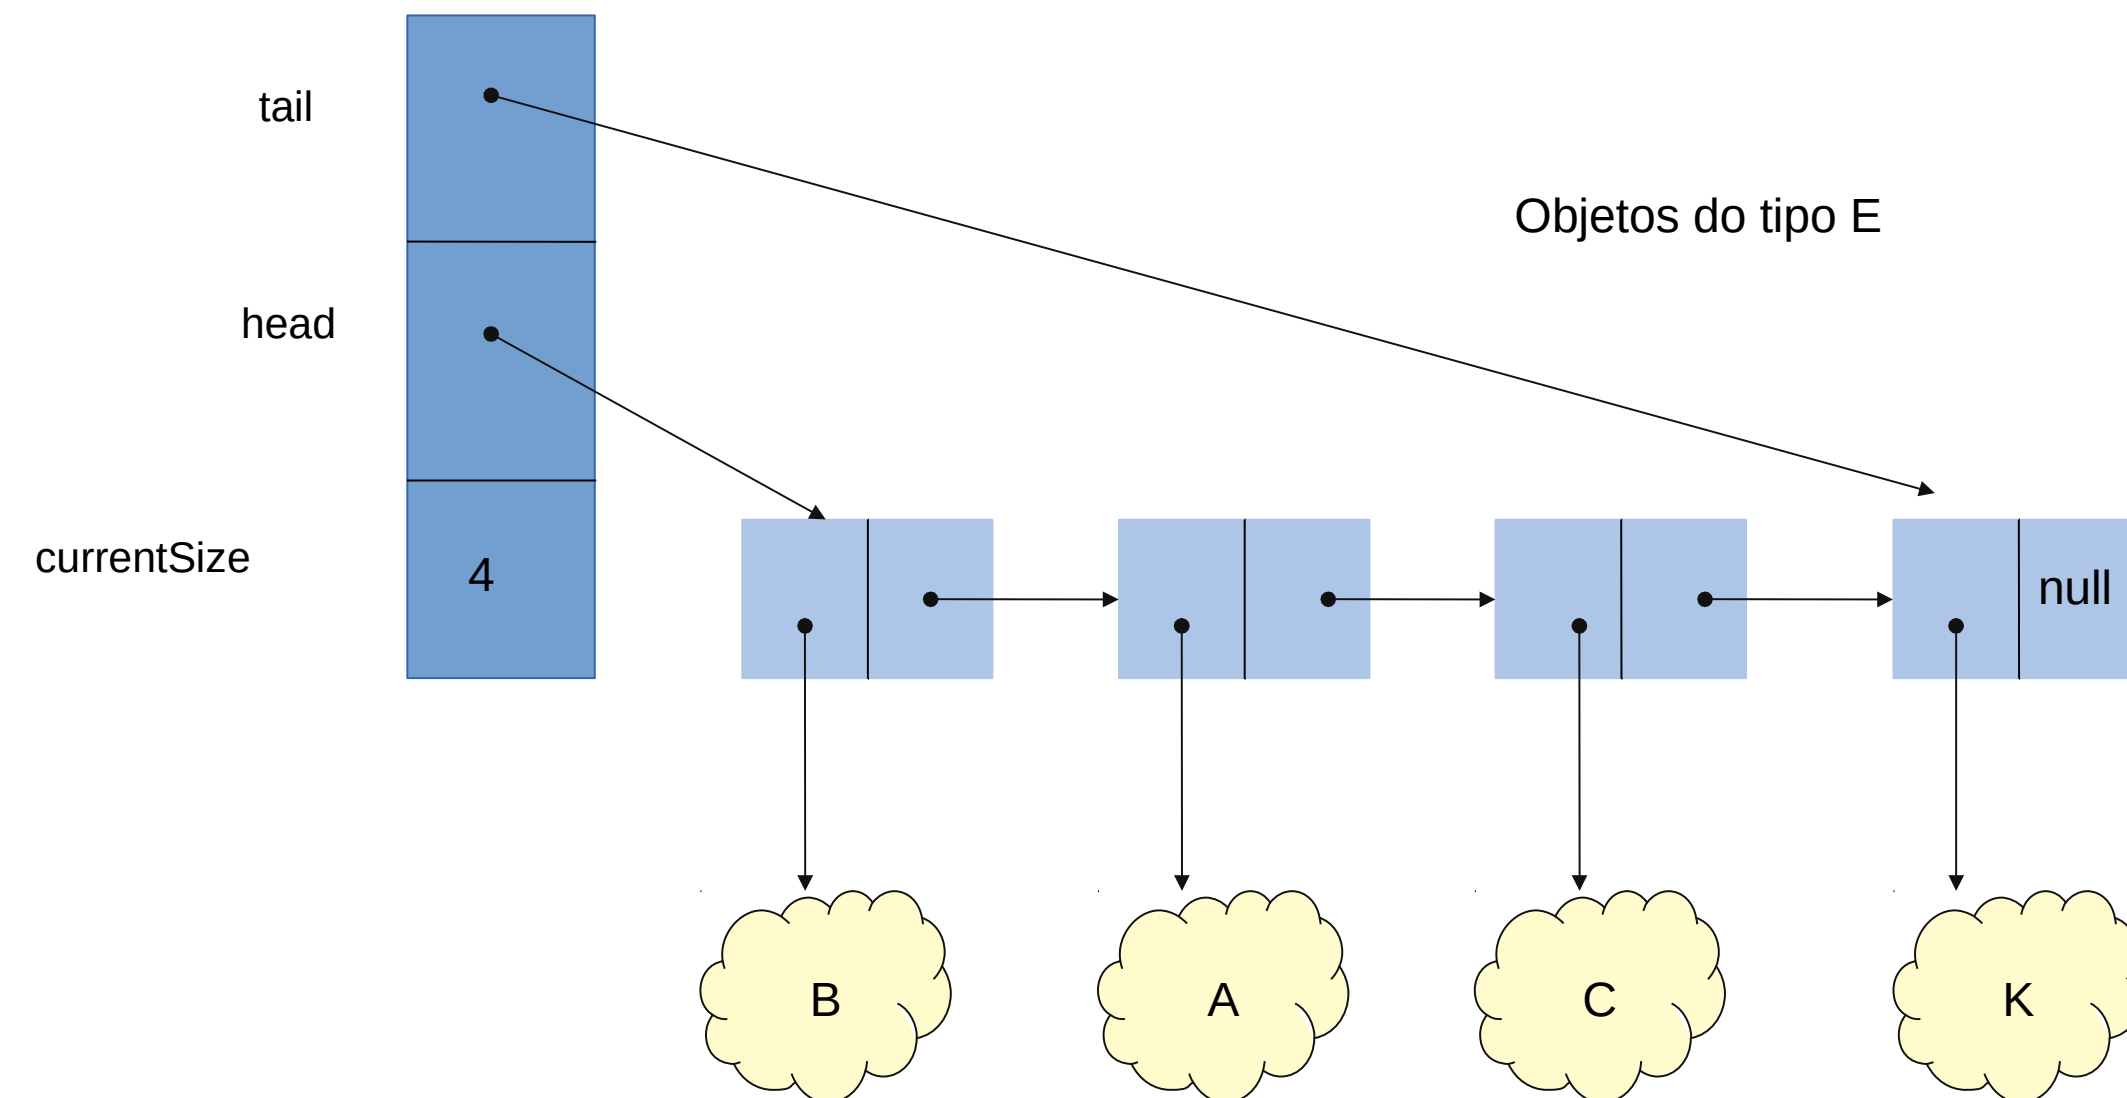 tail
Objetos do tipo E
head
currentSize
4
null
B
A
C
K